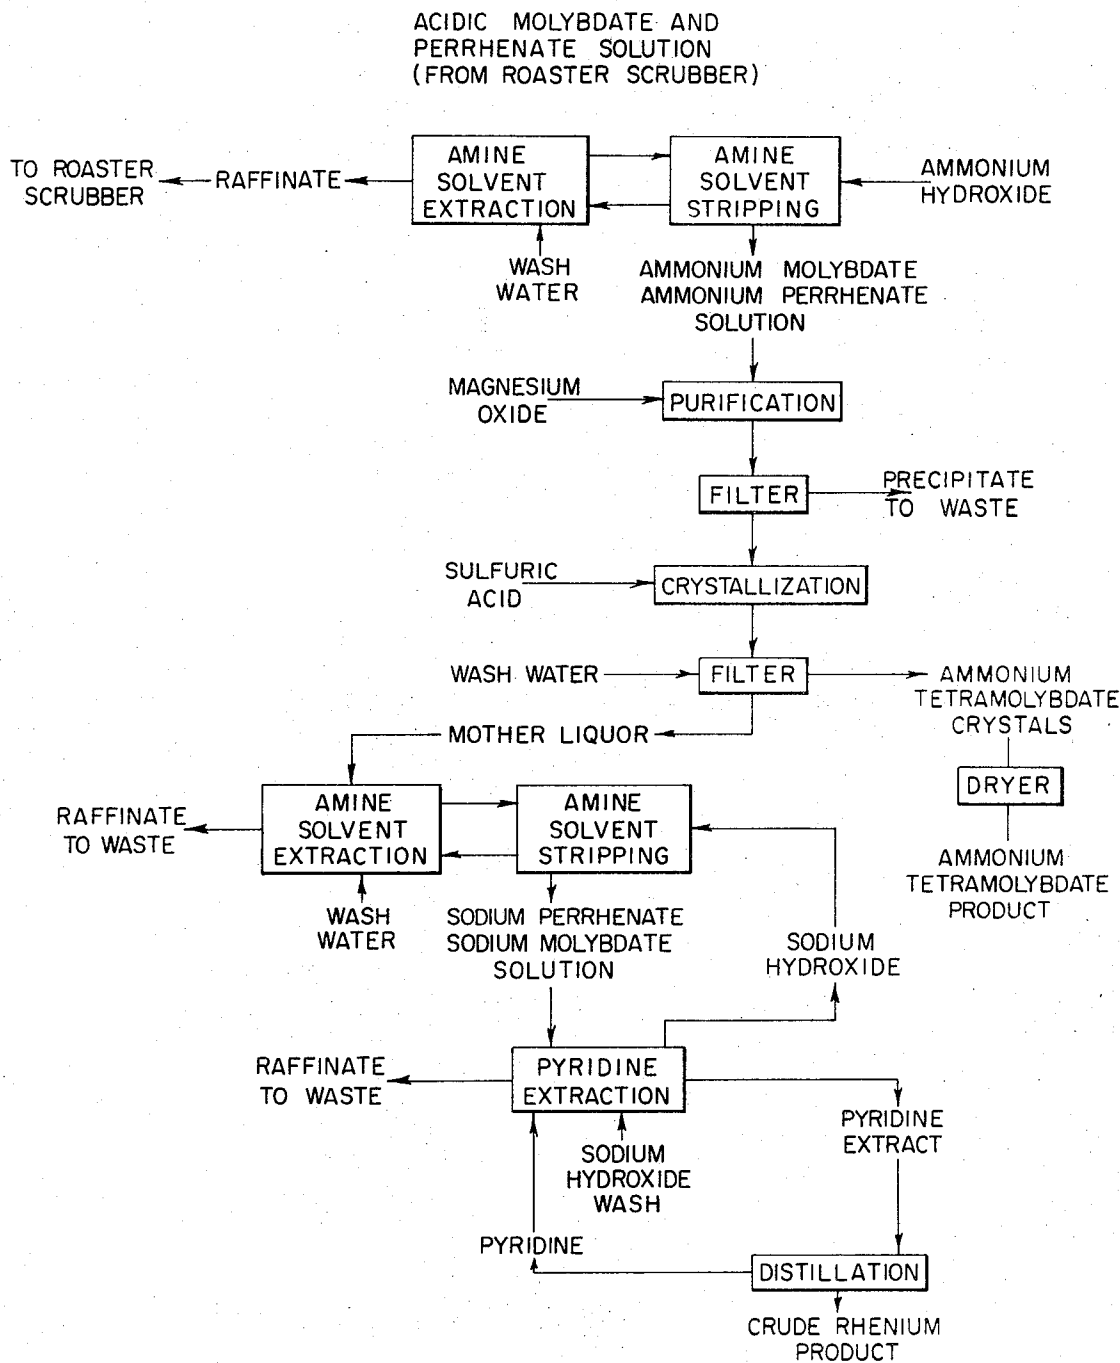 ACIDIC MOLYBDATE AND
PERRHENATE SOLUTION
(FROM ROASTER SCRUBBER)
TO ROASTER
SCRUBBER
RAFFINATE
AMINE
SOLVENT
EXTRACTION
AMINE
SOLVENT
STRIPPING
AMMONIUM
HYDROXIDE
WASH
WATER
AMMONIUM MOLYBDATE
AMMONIUM PERRHENATE
SOLUTION
MAGNESIUM
OXIDE
PURIFICATION
FILTER
PRECIPITATE
TO WASTE
SULFURIC
ACID
CRYSTALLIZATION
WASH WATER
FILTER
AMMONIUM
TETRAMOLYBDATE
CRYSTALS
MOTHER LIQUOR
DRYER
AMMONIUM
TETRAMOLYBDATE
PRODUCT
RAFFINATE
TO WASTE
AMINE
SOLVENT
EXTRACTION
AMINE
SOLVENT
STRIPPING
WASH
WATER
SODIUM PERRHENATE
SODIUM MOLYBDATE
SOLUTION
SODIUM
HYDROXIDE
RAFFINATE
TO WASTE
PYRIDINE
EXTRACTION
PYRIDINE
EXTRACT
SODIUM
HYDROXIDE
WASH
PYRIDINE
DISTILLATION
CRUDE RHENIUM
PRODUCT